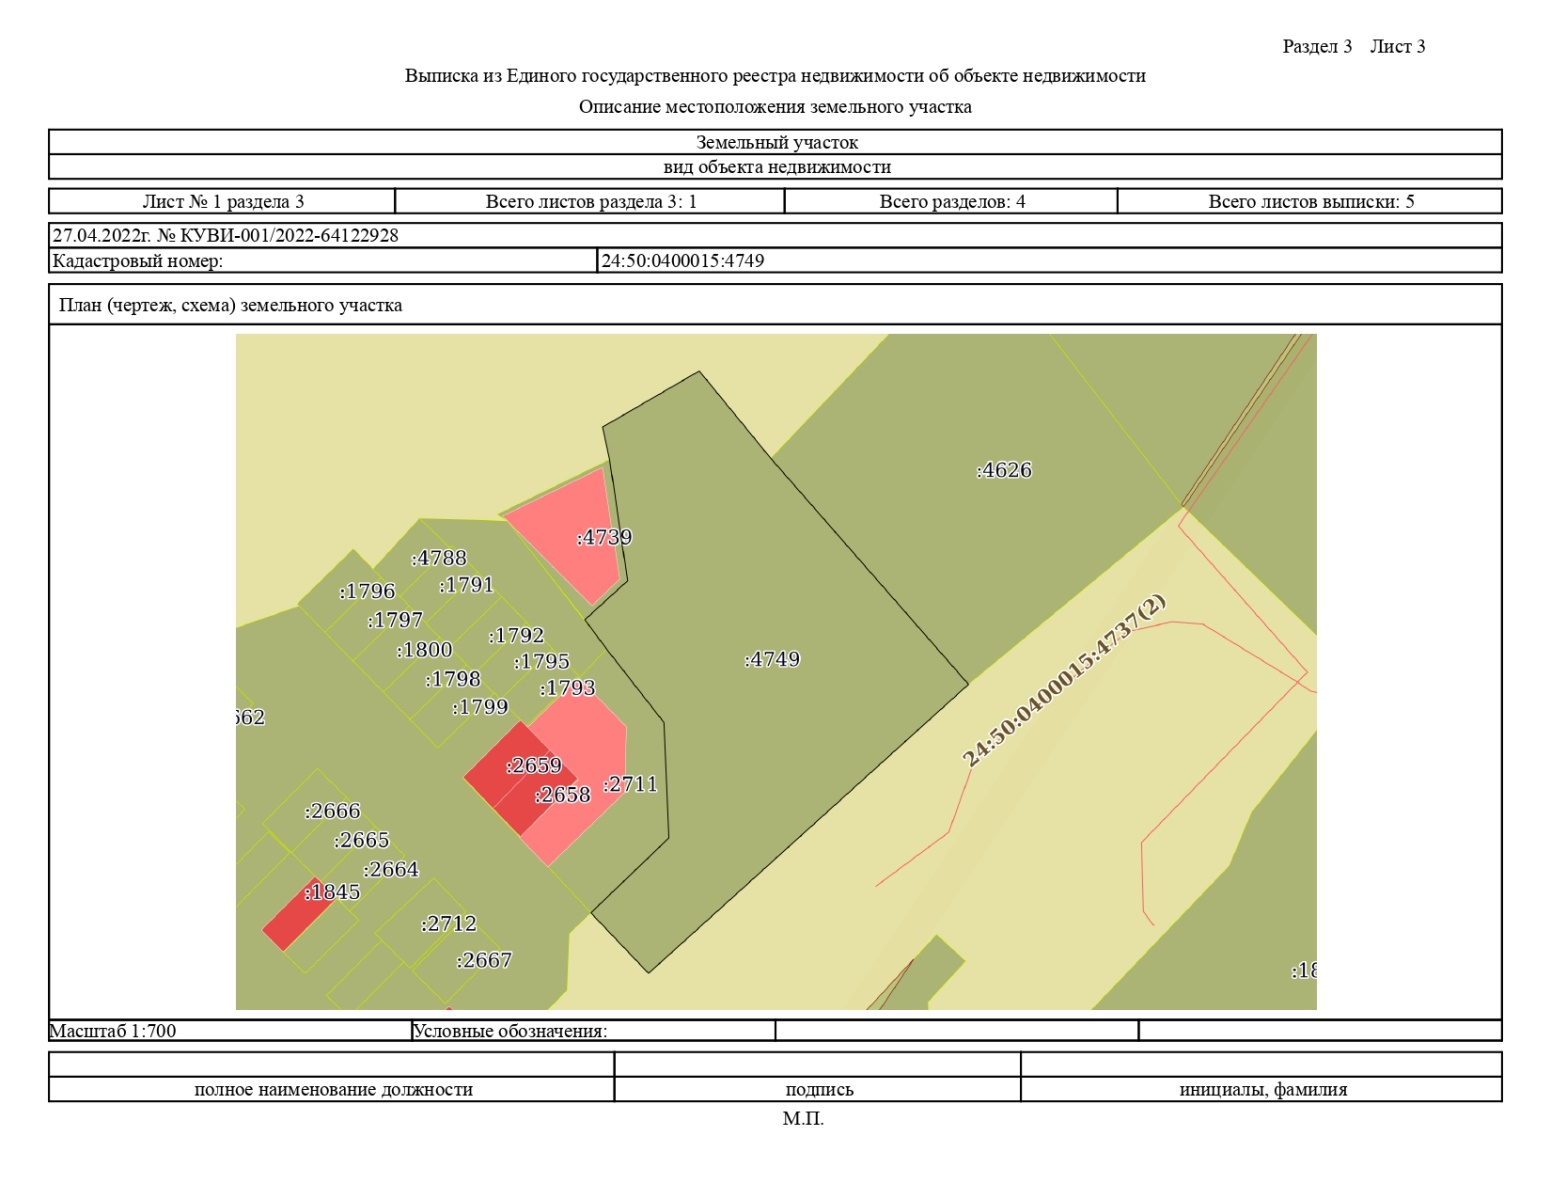 Раздел 3 Лист 3
Выписка из Единого государственного реестра недвижимости об объекте недвижимости
Описание местоположения земельного участка
Земельный участок
вид объекта недвижимости
Лист № 1 раздела 3 Всего листов раздела 3: 1 Всего разделов: 4 Всего листов выписки: 5
27.04.2022г. № КУВИ-001/2022-64122928
Кадастровый номер: 24:50:0400015:4749
План (чертеж, схема) земельного участка
:4626
:4739
:4788
:1791
:1796
:1797
:1792
:1800
:1795
:4749
:1798
:1793
:1799
662
24:50:0400015:4737(2)
:2659
:2711
:2658
:2666
:2665
:2664
:1845
:2712
:2667
:18
Масштаб 1:700 Условные обозначения:
полное наименование должности подпись инициалы, фамилия
М.П.